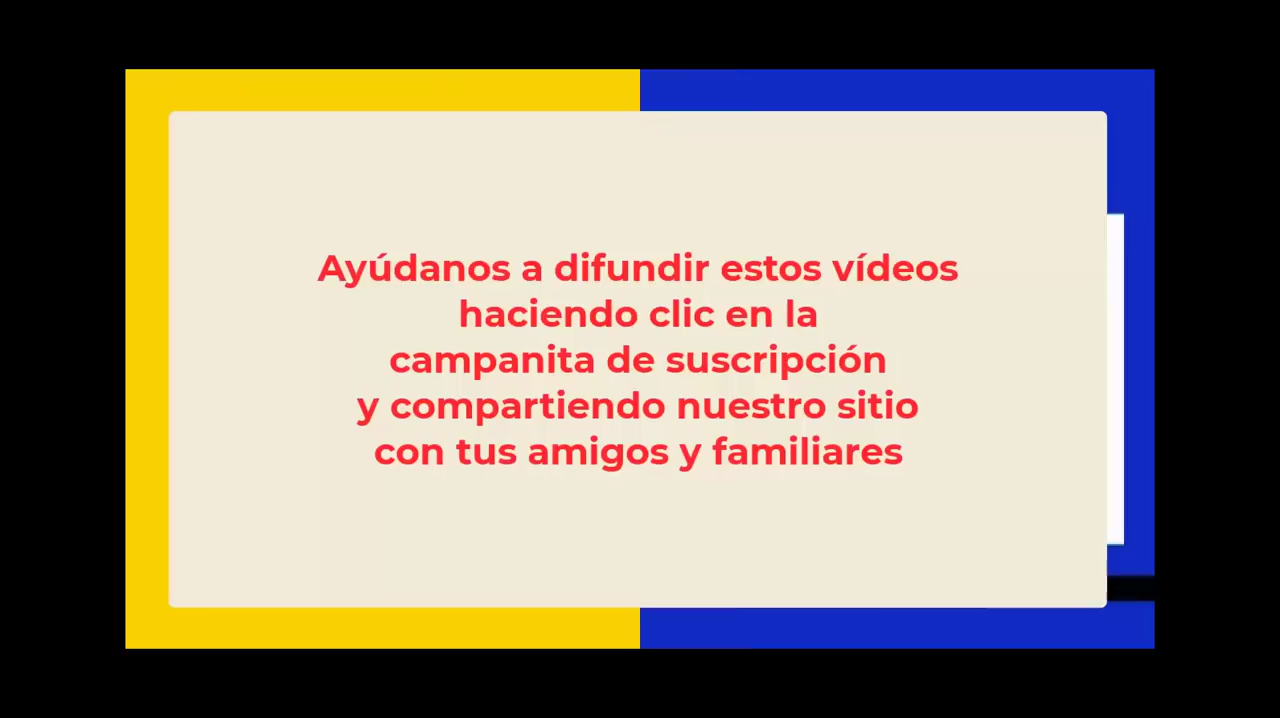 Ayúdanos a difundir estos vídeos
haciendo clic en la
campanita de suscripción
y compartiendo nuestro sitio
con tus amigos y familiares